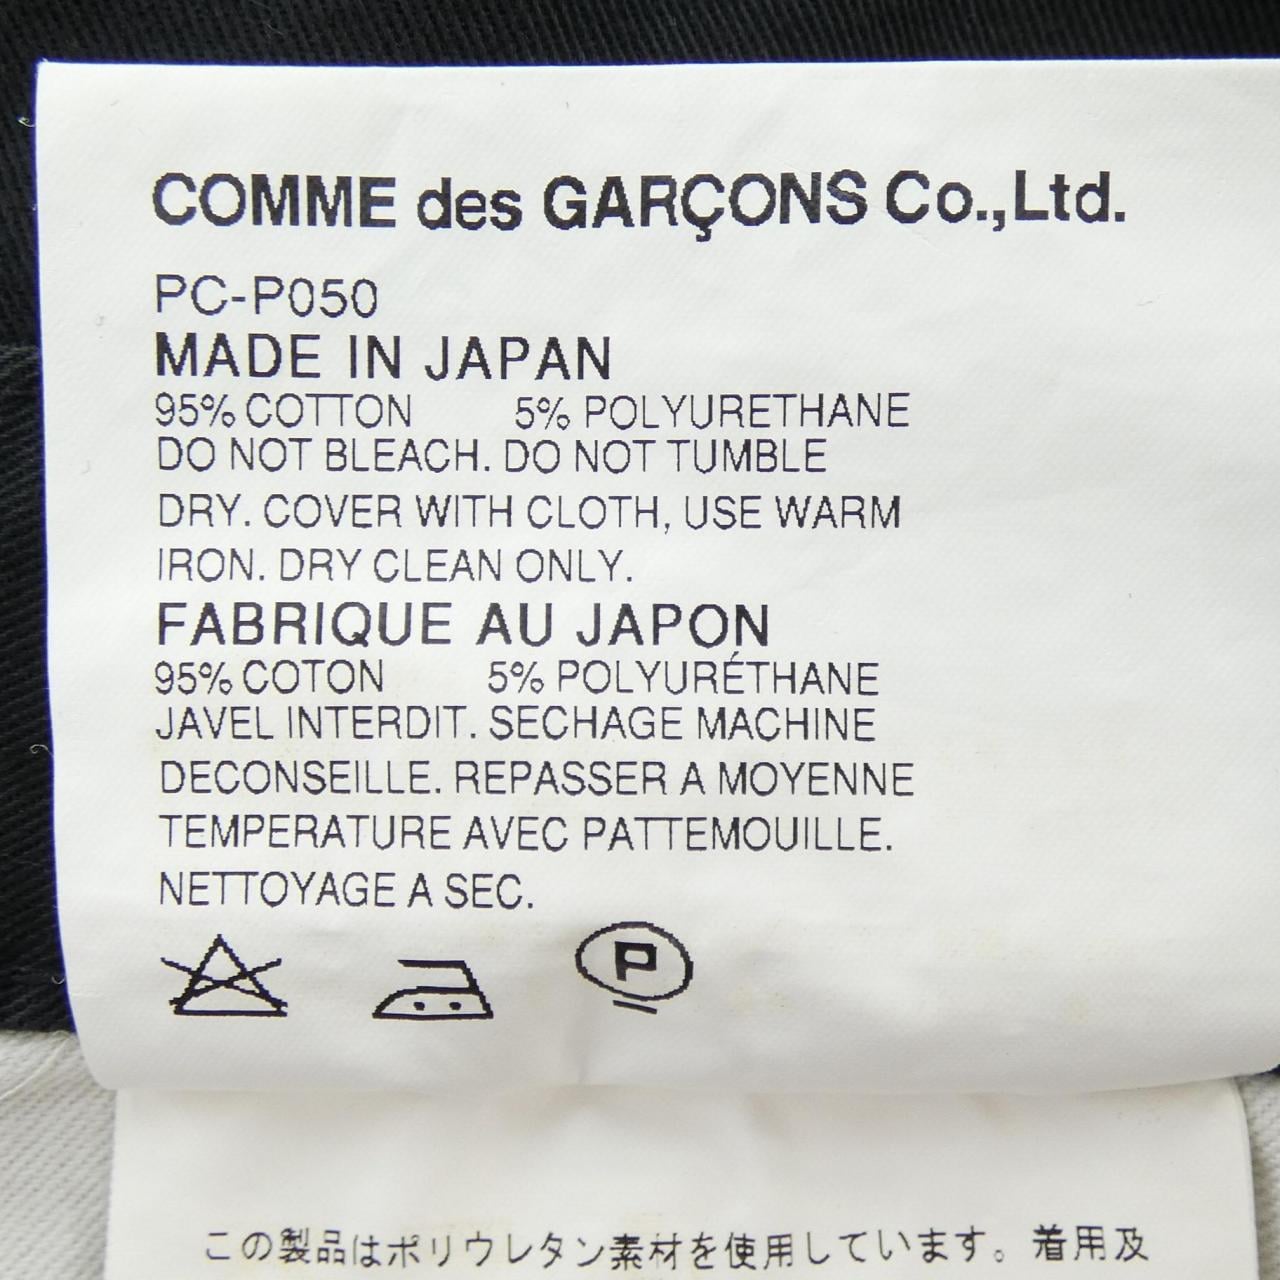 COMME des GARÇONS Co.,Ltd.
PC-P050
MADE IN JAPAN
95% COTTON 5% POLYURETHANE
DO NOT BLEACH. DO NOT TUMBLE
DRY. COVER WITH CLOTH, USE WARM
IRON. DRY CLEAN ONLY.
FABRIQUE AU JAPON
95% COTON 5% POLYURÉTHANE
JAVEL INTERDIT. SECHAGE MACHINE
DECONSEILLE. REPASSER A MOYENNE
TEMPERATURE AVEC PATTEMOUILLE.
NETTOYAGE A SEC.
P
この製品はポリウレタン素材を使用しています。着用及